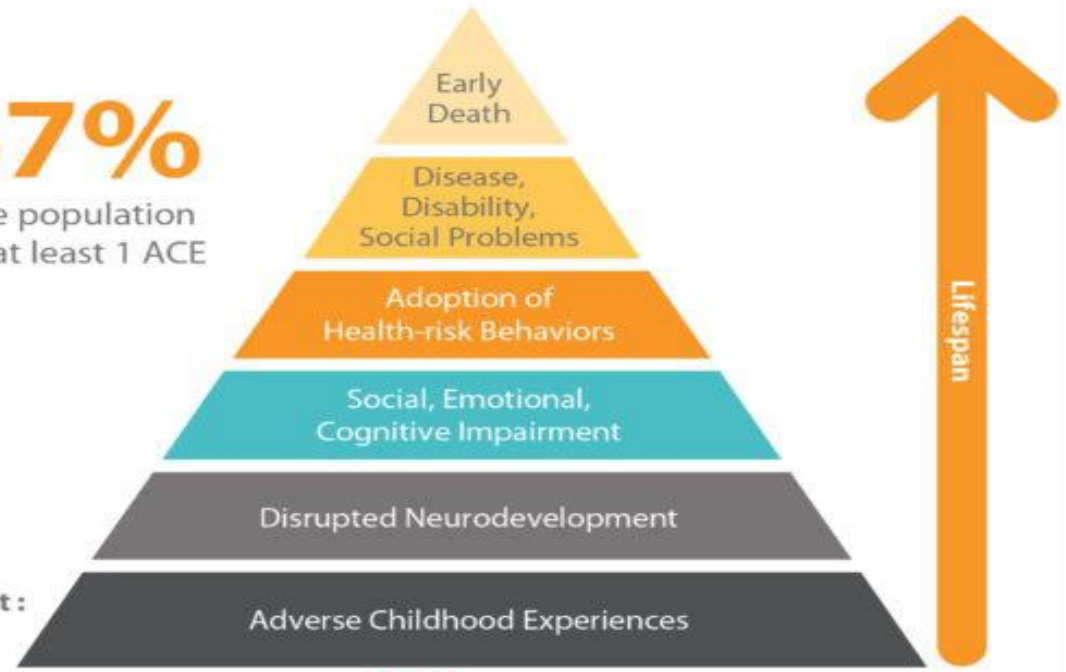 7%
population
at least 1 ACE
Early
Death
Disease,
Disability,
Social Problems
Adoption of
Health-risk Behaviors
Social, Emotional,
Cognitive Impairment
Disrupted Neurodevelopment
Adverse Childhood Experiences
Lifespan